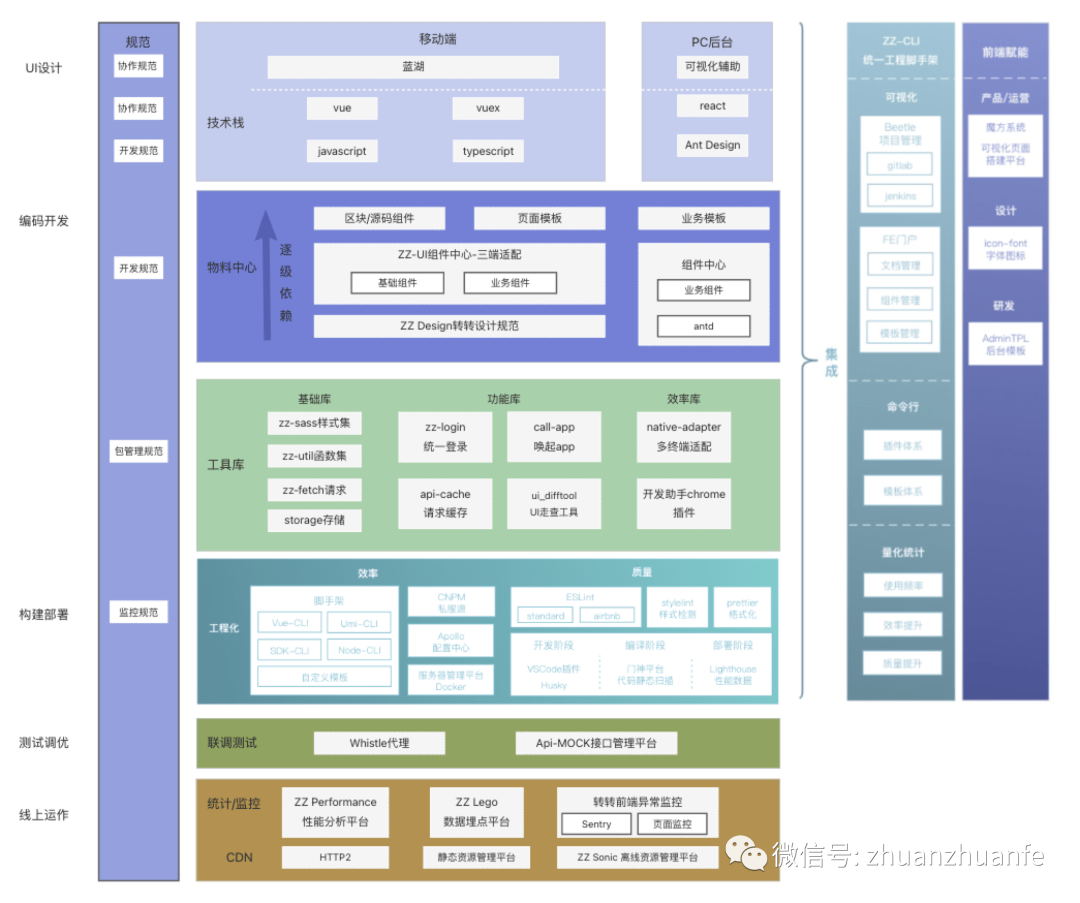 UI设计
编码开发
构建部署
测试调优
线上运作
规范
协作规范
协作规范
开发规范
开发规范
包管理规范
监控规范
移动端
蓝湖
技术栈
vue
vuex
javascript
typescript
PC后台
可视化辅助
react
Ant Design
物料中心
逐
级
依
赖
区块/源码组件
页面模板
ZZ-UI组件中心-三端适配
基础组件
业务组件
ZZ Design转转设计规范
业务模板
组件中心
业务组件
antd
工具库
基础库
zz-sass样式集
zz-util函数集
zz-fetch请求
storage存储
功能库
zz-login
统一登录
call-app
唤起app
api-cache
请求缓存
ui_difftool
UI走查工具
效率库
native-adapter
多终端适配
开发助手chrome
插件
工程化
效率
脚手架
Vue-CLI
Umi-CLI
SDK-CLI
Node-CLI
自定义模板
CNPM
私服源
Apollo
配置中心
服务器管理平台
Docker
质量
ESLint
standard
airbnb
stylelint
样式检测
prettier
格式化
开发阶段
VSCode插件
Husky
编译阶段
门神平台
代码静态扫描
部署阶段
Lighthouse
性能数据
联调测试
Whistle代理
Api-MOCK接口管理平台
统计/监控
ZZ Performance
性能分析平台
ZZ Lego
数据埋点平台
转转前端异常监控
Sentry
页面监控
CDN
HTTP2
静态资源管理平台
ZZ Sonic 离线资源管理平台
集
成
ZZ-CLI
统一工程脚手架
可视化
Beetle
项目管理
gitlab
jenkins
FE门户
文档管理
组件管理
模板管理
命令行
插件体系
模板体系
量化统计
使用频率
效率提升
质量提升
前端赋能
产品/运营
魔方系统
可视化页面
搭建平台
设计
icon-font
字体图标
研发
AdminTPL
后台模板
微信号: zhuanzhuanfe